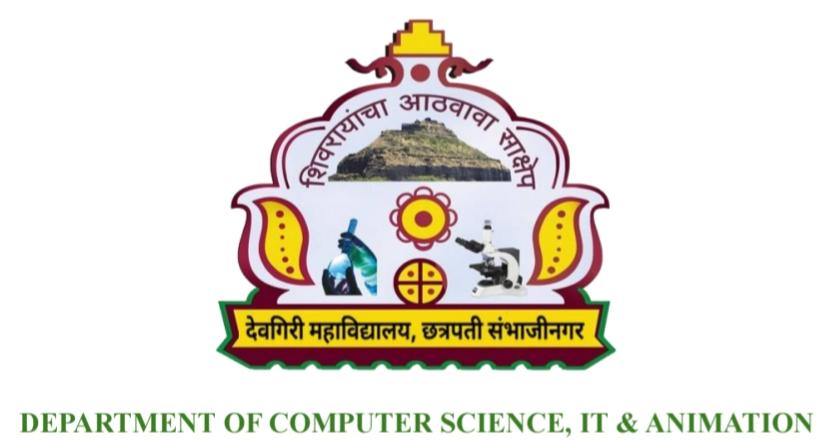 शिवरायांचा आठवावा साक्षेप
देवगिरी महाविद्यालय, छत्रपती संभाजीनगर
DEPARTMENT OF COMPUTER SCIENCE, IT & ANIMATION